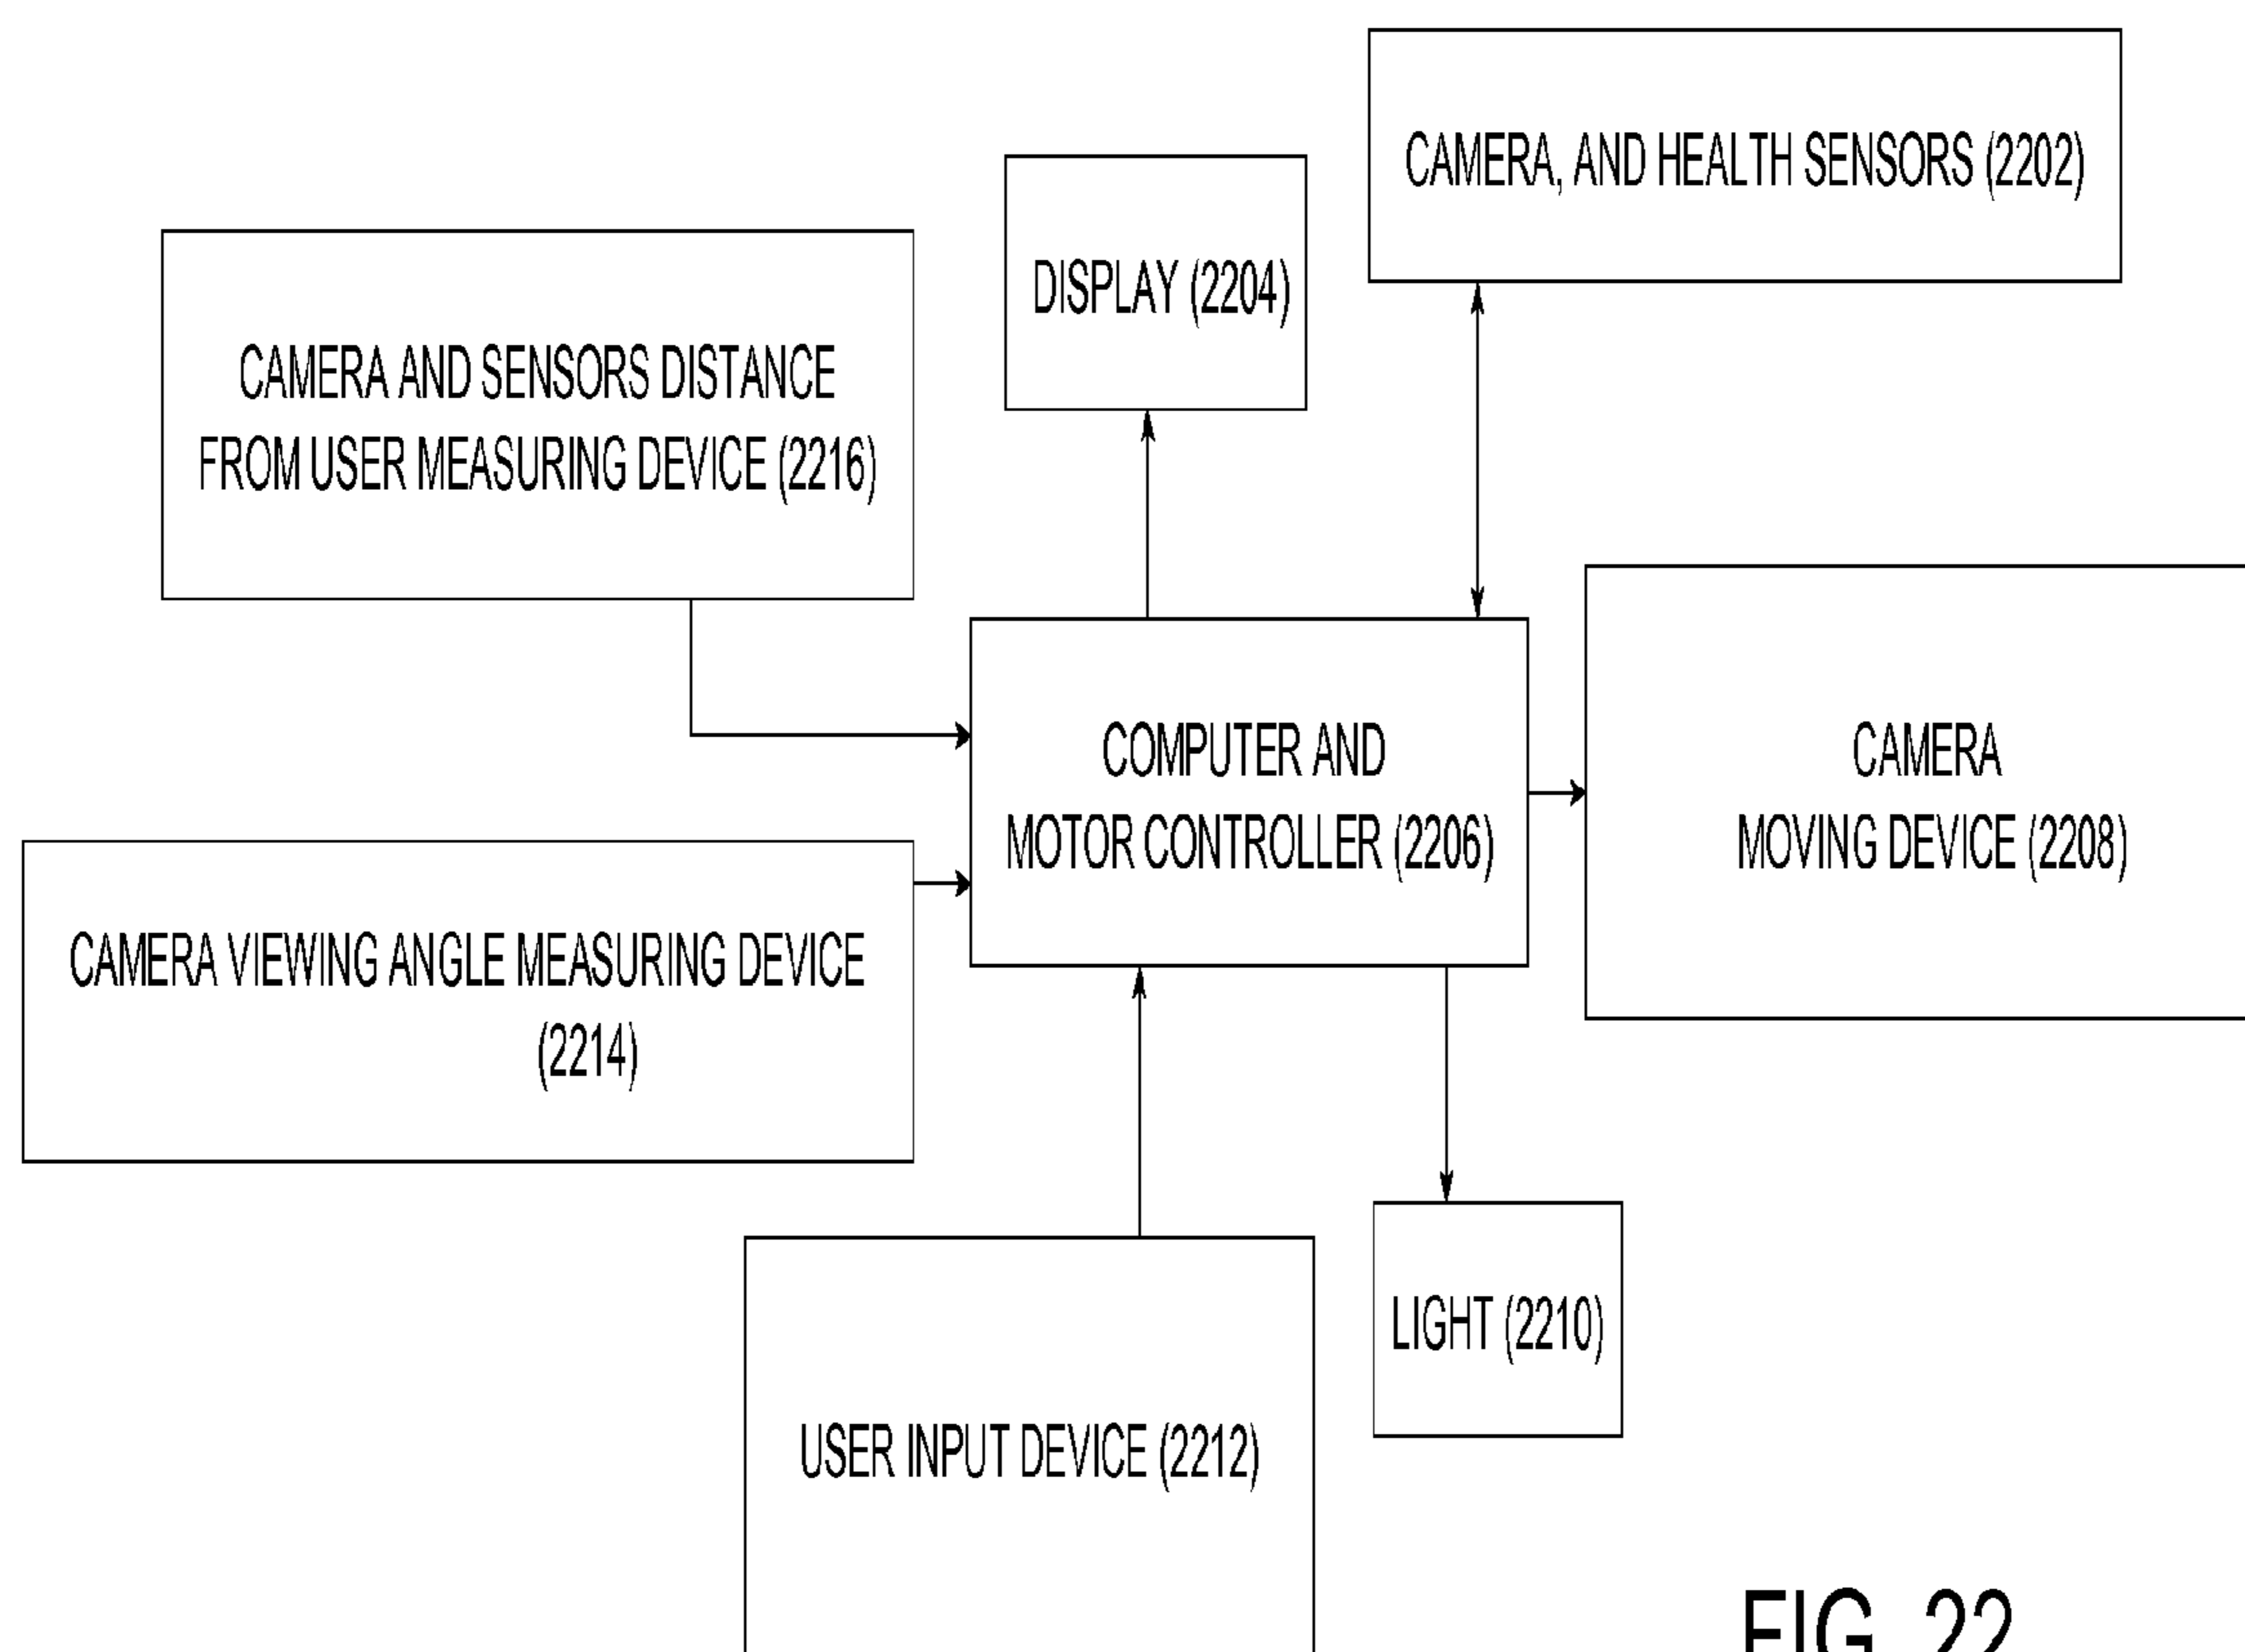 CAMERA, AND HEALTH SENSORS (2202)
DISPLAY (2204)
CAMERA AND SENSORS DISTANCE
FROM USER MEASURING DEVICE (2216)
COMPUTER AND
MOTOR CONTROLLER (2206)
CAMERA
MOVING DEVICE (2208)
CAMERA VIEWING ANGLE MEASURING DEVICE
(2214)
LIGHT (2210)
USER INPUT DEVICE (2212)
FIG. 22